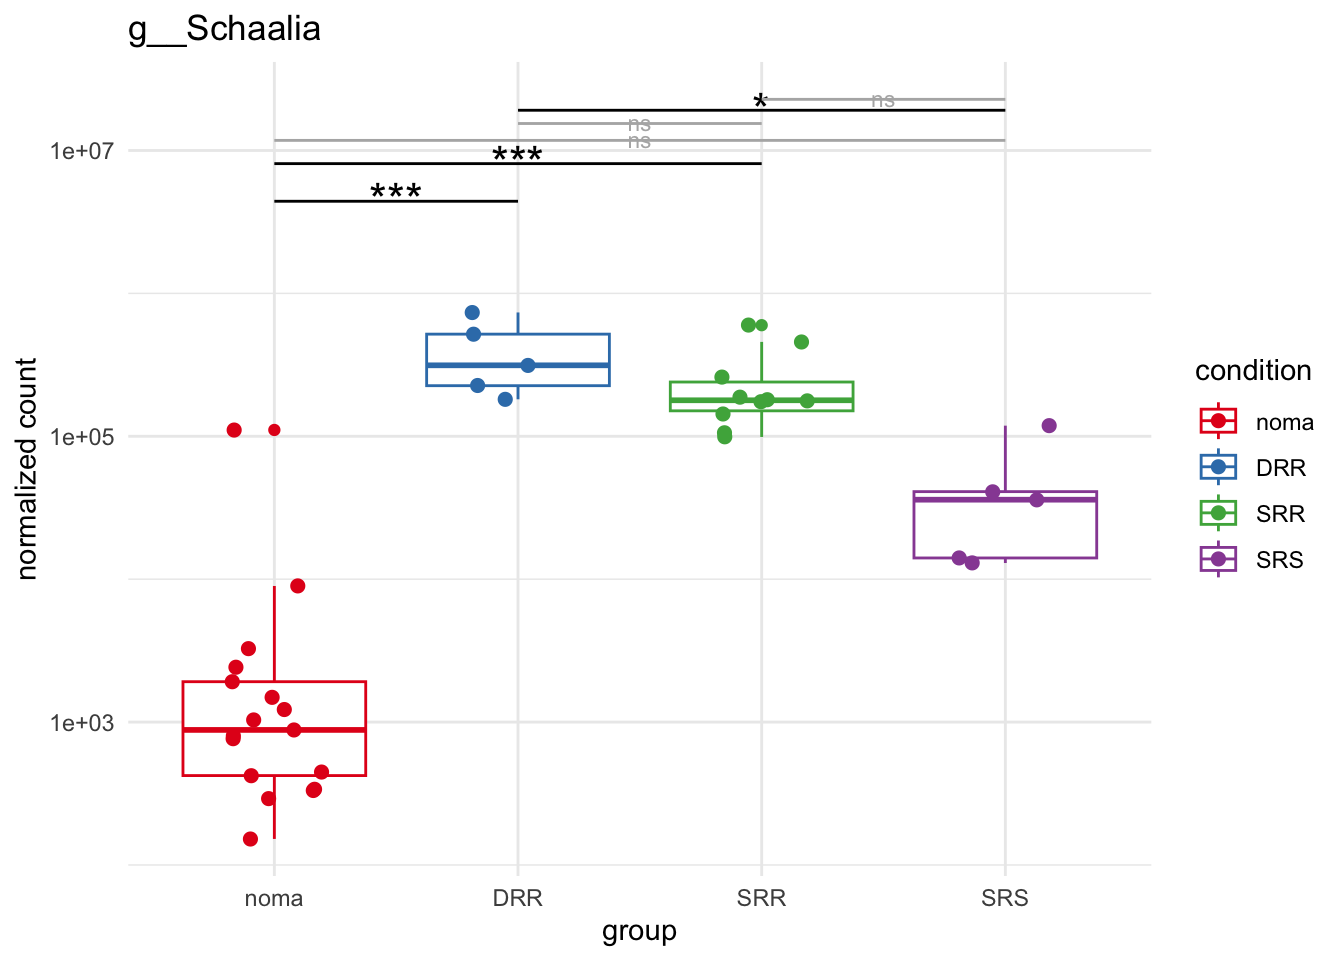 g__Schaalia
*
ns
ns
ns
***
***
1e+07
1e+05
1e+03
normalized count
noma
DRR
SRR
SRS
group
condition
noma
DRR
SRR
SRS